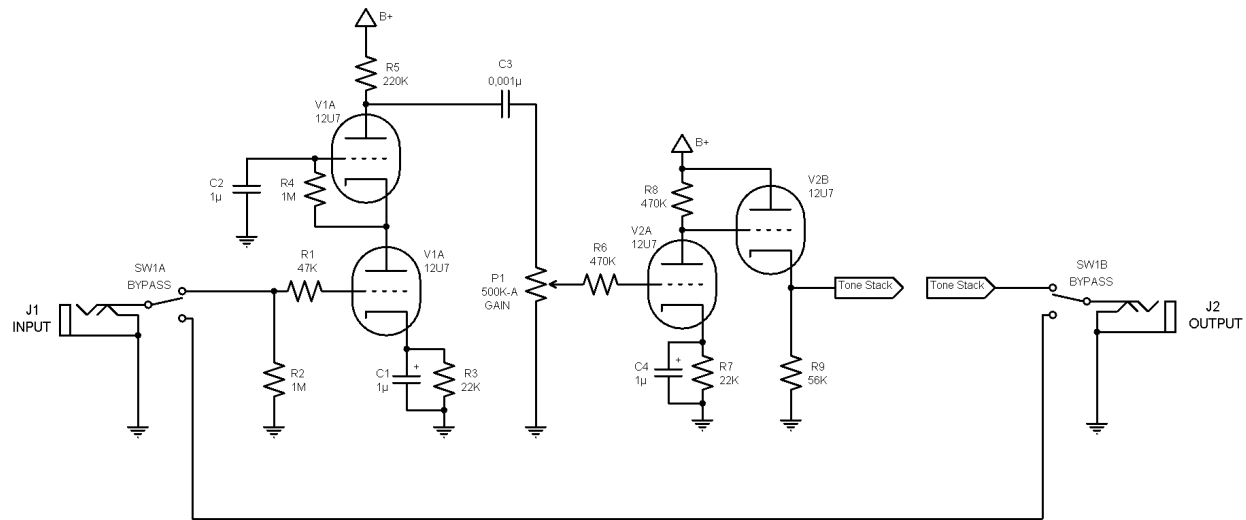 B+
R5
220K
C3
0,001µ
V1A
12U7
C2
1µ
R4
1M
B+
V2B
12U7
R8
470K
V2A
12U7
R6
470K
SW1A
BYPASS
R1
47K
V1A
12U7
P1
500K-A
GAIN
Tone Stack
Tone Stack
SW1B
BYPASS
J1
INPUT
J2
OUTPUT
R2
1M
C1
1µ
+
R3
22K
C4
1µ
+
R7
22K
R9
56K